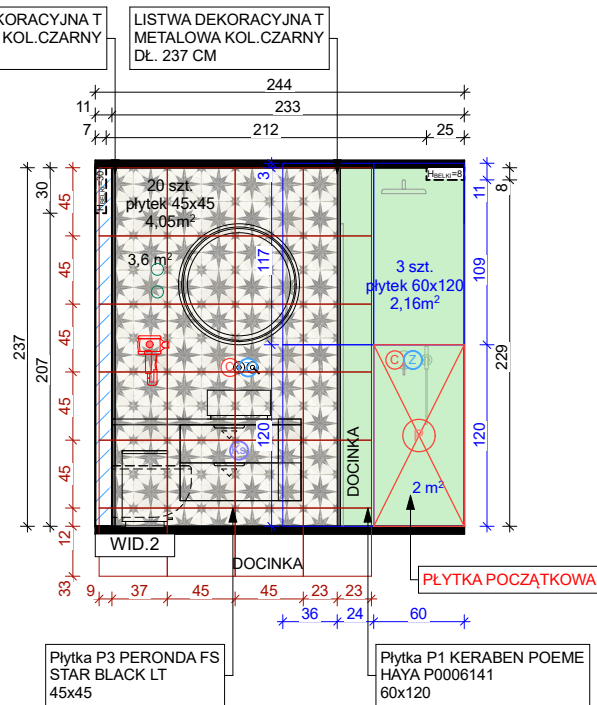 KORACYJNA T
KOL.CZARNY
LISTWA DEKORACYJNA T
METALOWA KOL.CZARNY
DŁ. 237 CM
244
11
233
7
212
25
30
45
45
45
45
45
12
33
237
207
HBELKI=30
20 szt.
płytek 45x45
4,05m²
3,6 m²
3
117
120
HBELKI=8
3 szt.
płytek 60x120
2,16m²
C
Z
2 m²
DOCINKA
11
109
120
8
229
WID.2
DOCINKA
9
37
45
45
23
23
36
24
60
PŁYTKA POCZĄTKOWA
Płytka P3 PERONDA FS
STAR BLACK LT
45x45
Płytka P1 KERABEN POEME
HAYA P0006141
60x120